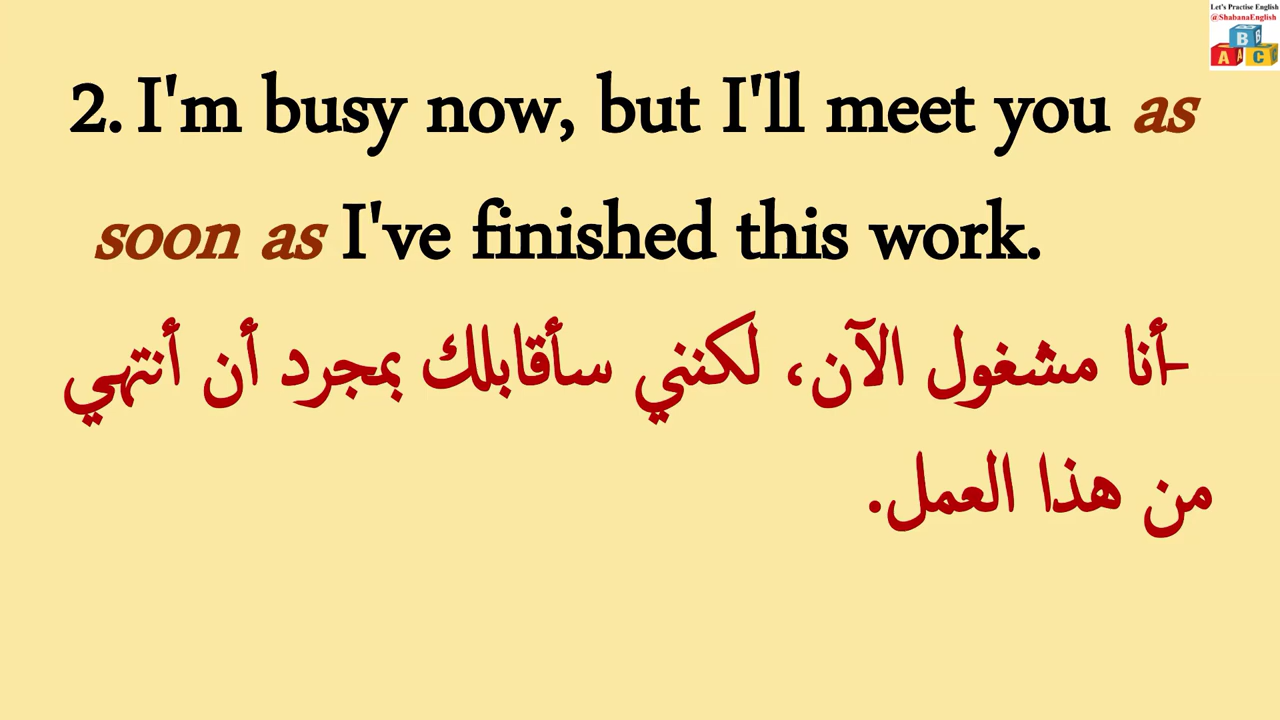 Let's Practise English
@ShabanaEnglish
B
A
C
2. I'm busy now, but I'll meet you as
soon as I've finished this work.
-أنا مشغول الآن، لكنني سأقابلك بمجرد أن أنتهي
من هذا العمل.